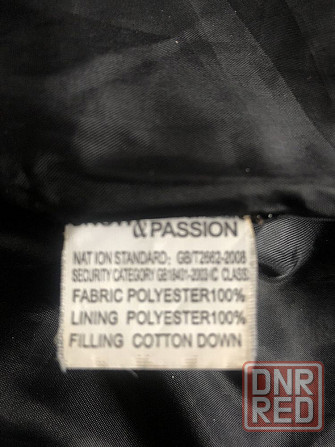 & PASSION
NATION STANDARD: GB/T2662-2008
SECURITY CATEGORY GB18401-2003-(C CLASS)
FABRIC POLYESTER100%
LINING POLYESTER100%
FILLING COTTON DOWN
DNR
RED